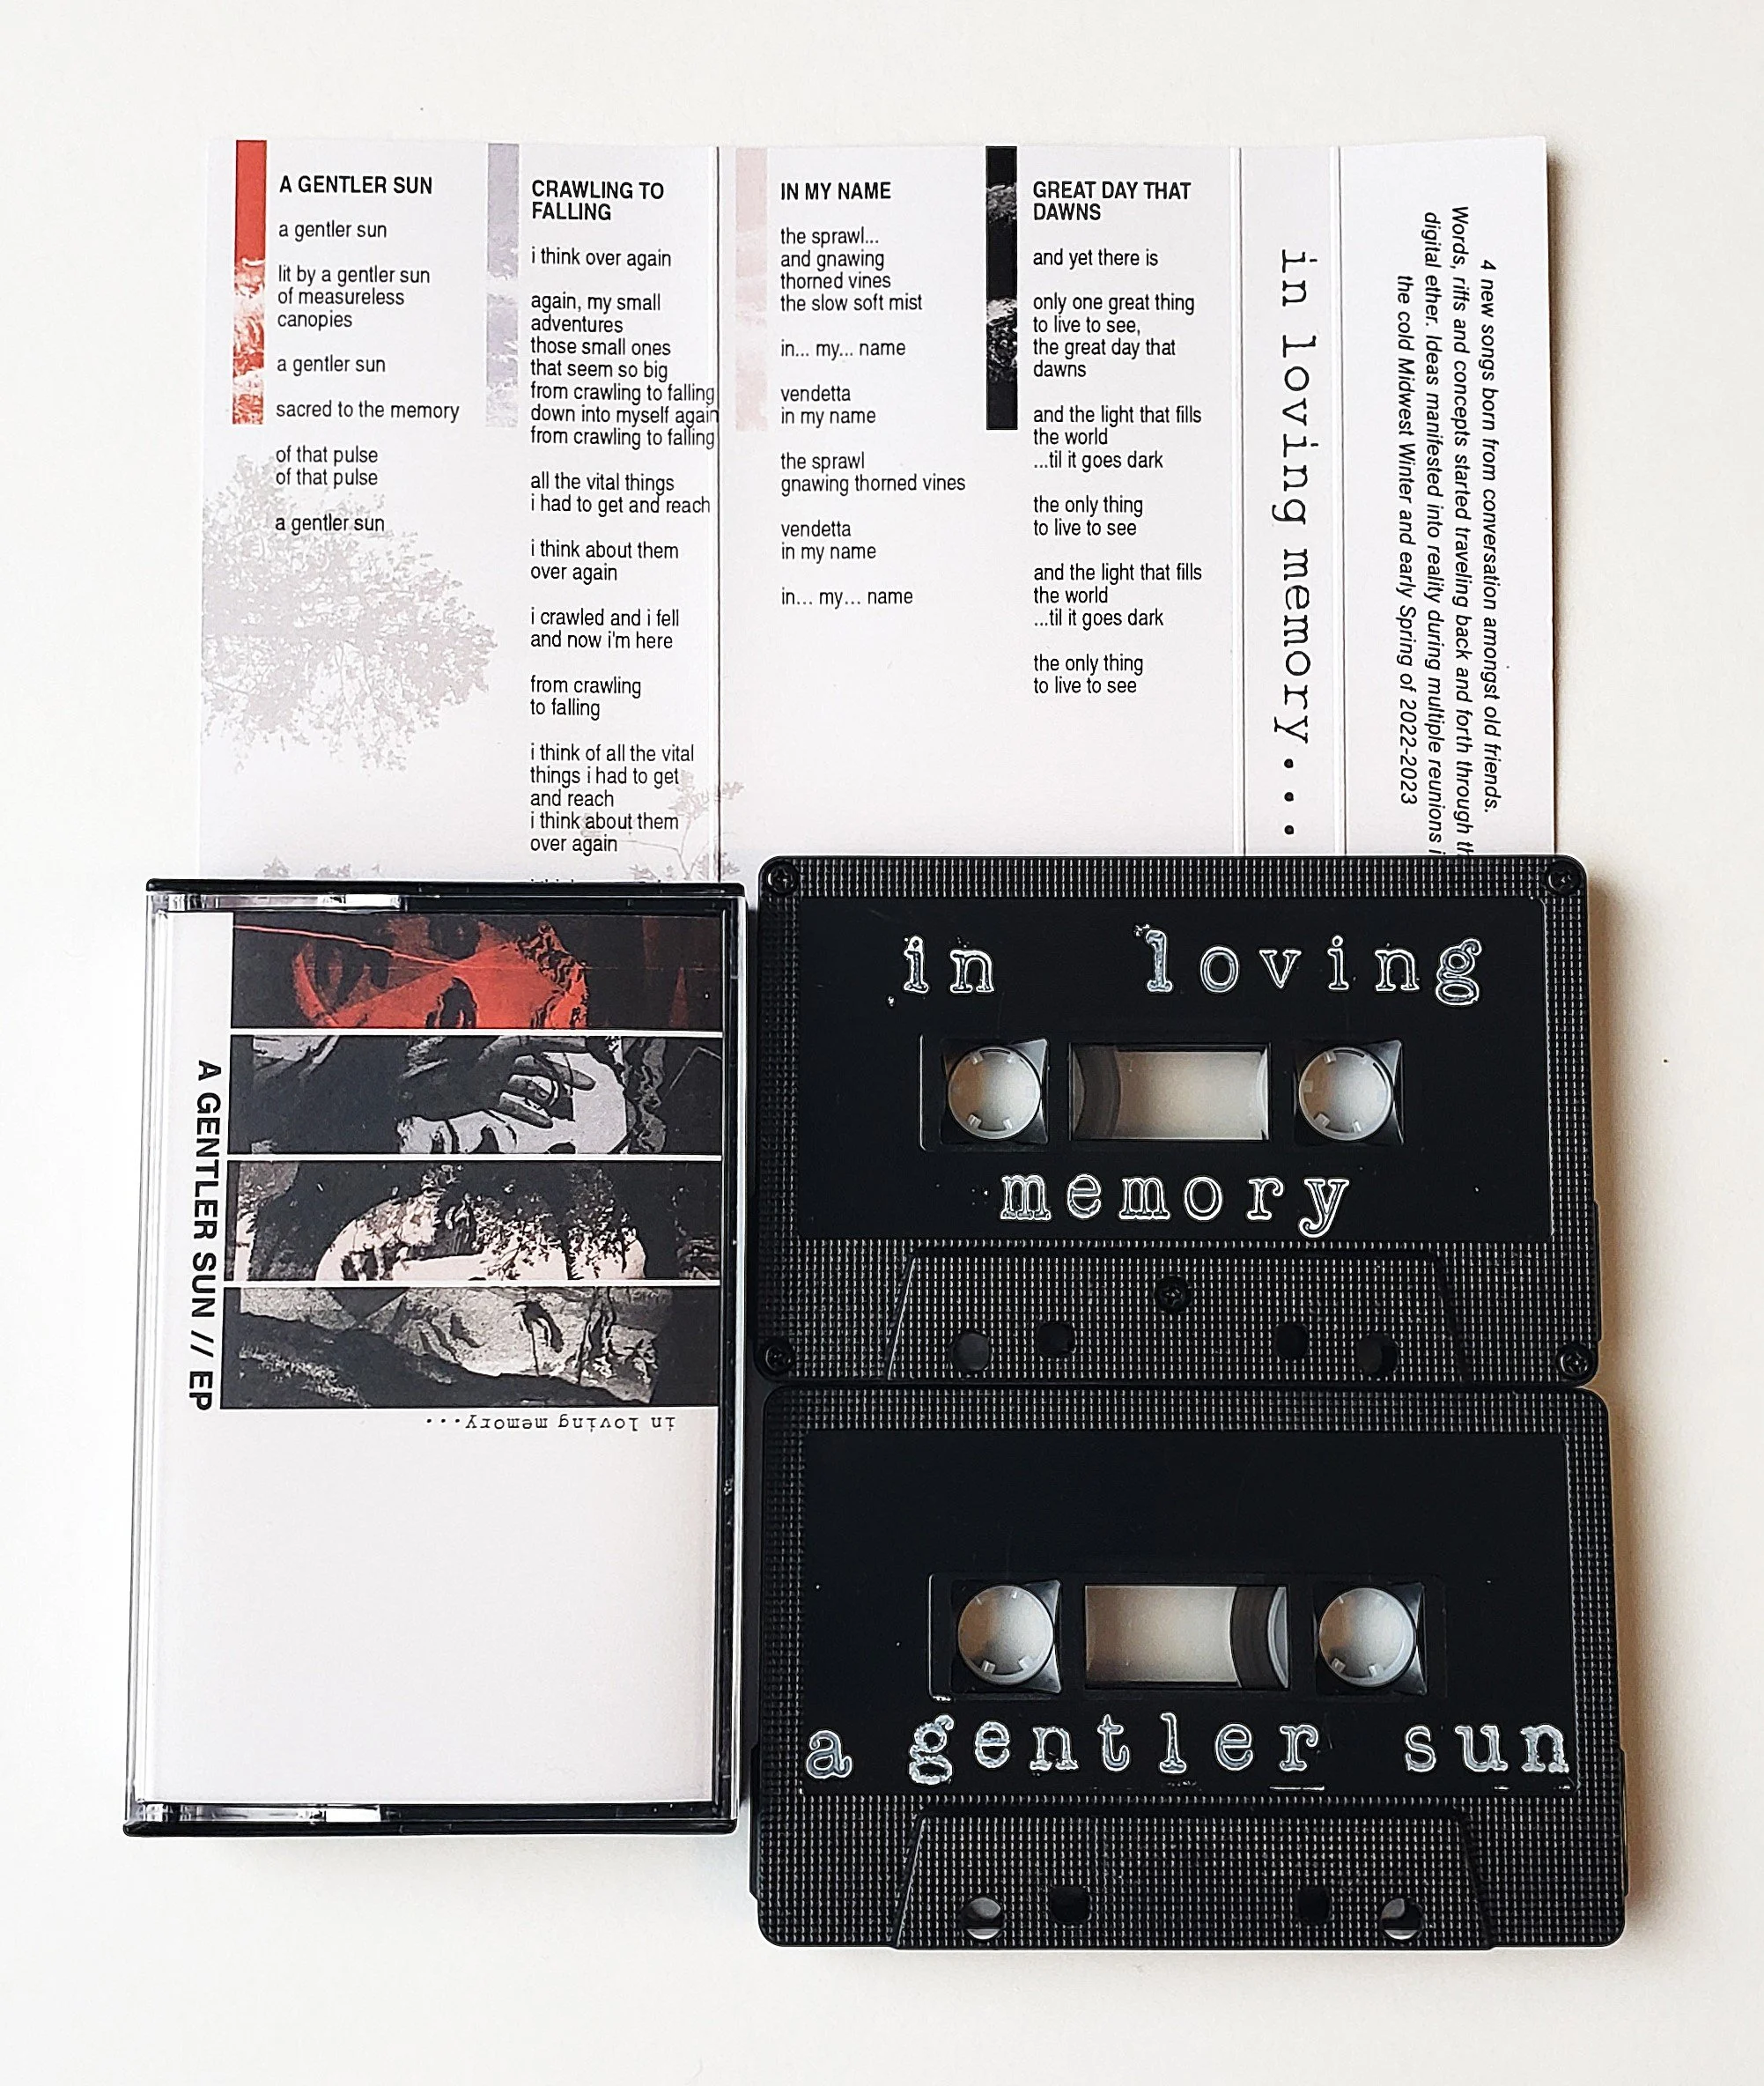 A GENTLER SUN
a gentler sun
lit by a gentler sun
of measureless
canopies
a gentler sun
sacred to the memory
of that pulse
of that pulse
a gentler sun
CRAWLING TO
FALLING
i think over again
again, my small
adventures
those small ones
that seem so big
from crawling to falling
down into myself again
from crawling to falling
all the vital things
i had to get and reach
i think about them
over again
i crawled and i fell
and now i'm here
from crawling
to falling
i think of all the vital
things i had to get
and reach
i think about them
over again
IN MY NAME
the sprawl...
and gnawing
thorned vines
the slow soft mist
in... my... name
vendetta
in my name
the sprawl
gnawing thorned vines
vendetta
in my name
in... my... name
GREAT DAY THAT
DAWNS
and yet there is
only one great thing
to live to see,
the great day that
dawns
and the light that fills
the world
...til it goes dark
the only thing
to live to see
and the light that fills
the world
...til it goes dark
the only thing
to live to see
in loving memory...
4 new songs born from conversation amongst old friends.
Words, riffs and concepts started traveling back and forth through
digital ether. Ideas manifested into reality during multiple reunions
the cold Midwest Winter and early Spring of 2022-2023
A GENTLER SUN // EP
in loving memory...
in loving
memory
a gentler sun